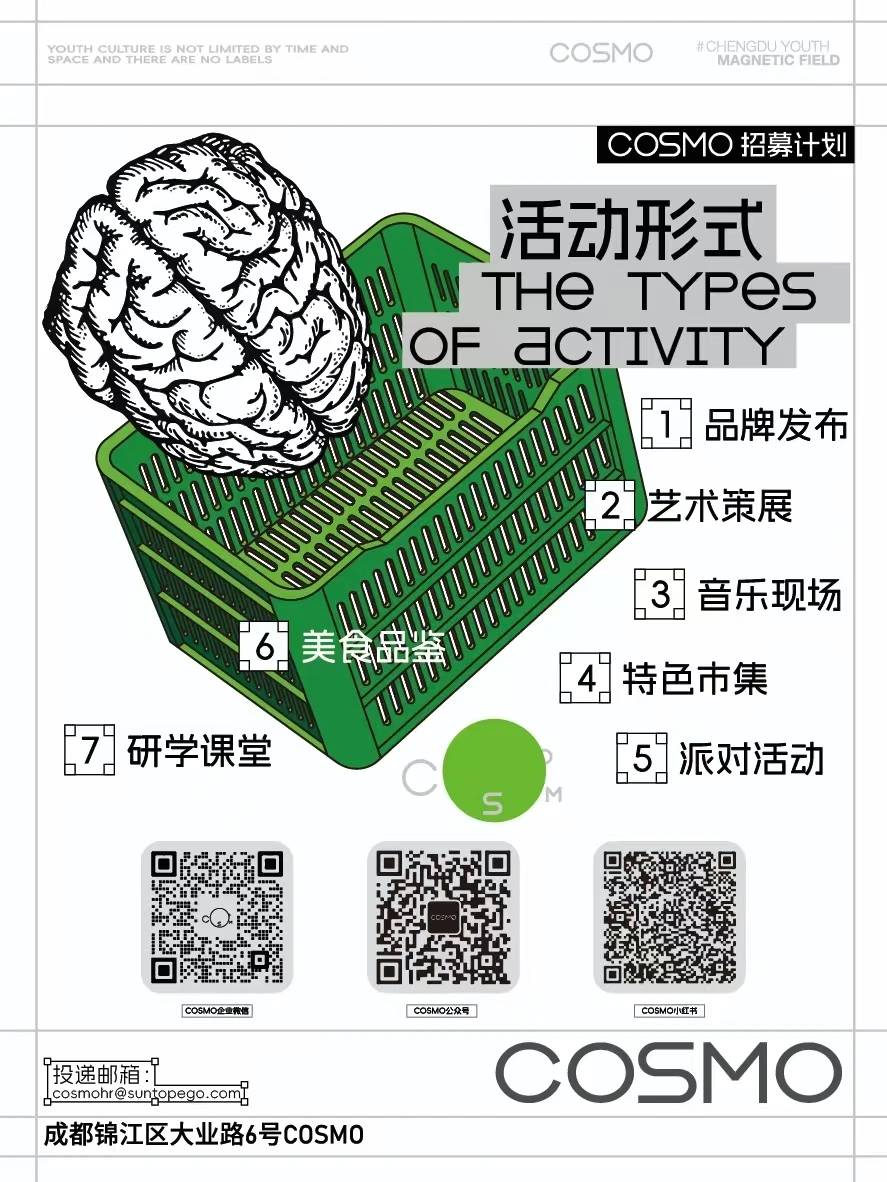 YOUTH CULTURE IS NOT LIMITED BY TIME AND
SPACE AND THERE ARE NO LABELS
COSMO
#CHENGDU YOUTH
MAGNETIC FIELD
COSMO 招募计划
活动形式
THe TYPeS
OF aCTIVITY
1 品牌发布
2 艺术策展
3 音乐现场
4 特色市集
5 派对活动
6 美食品鉴
7 研学课堂
C O S M O
COSMO
COSMO企业微信
COSMO公众号
COSMO小红书
投递邮箱:
cosmohr@suntopego.com
COSMO
成都锦江区大业路6号COSMO